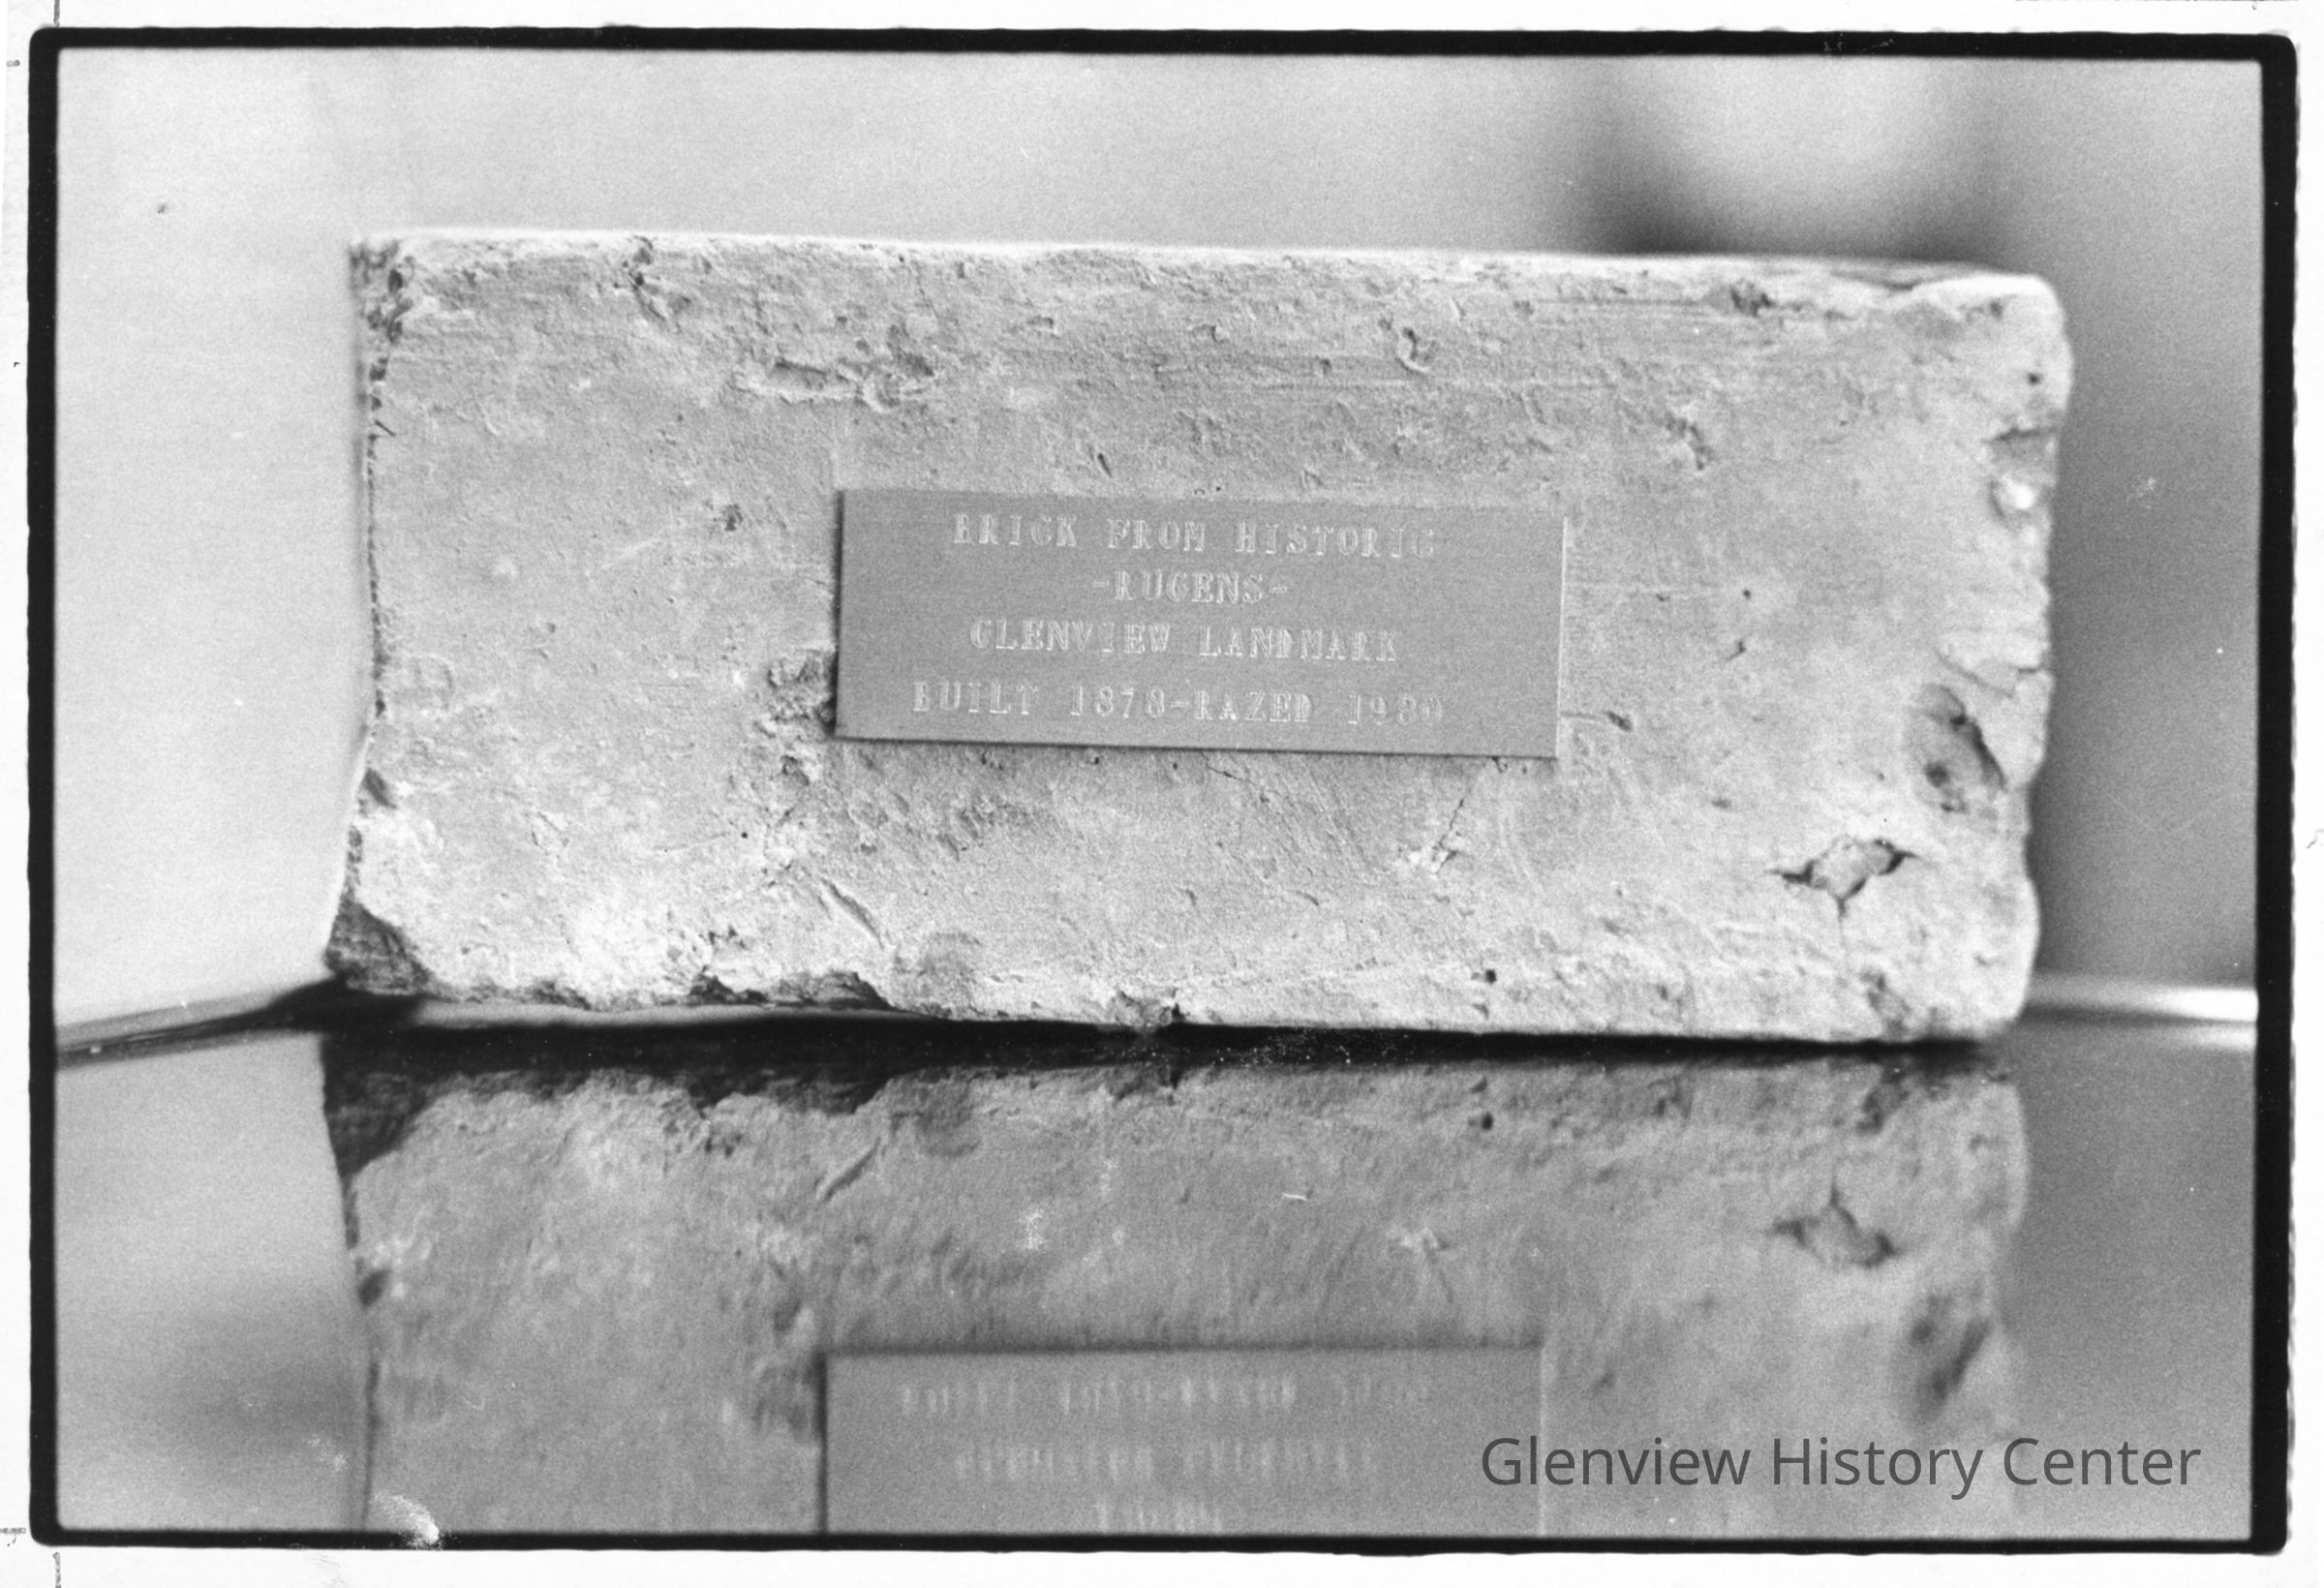 BRICK FROM HISTORIC
-RUGENS-
GLENVIEW LANDMARK
BUILT 1878-RAZED 1980
Glenview History Center